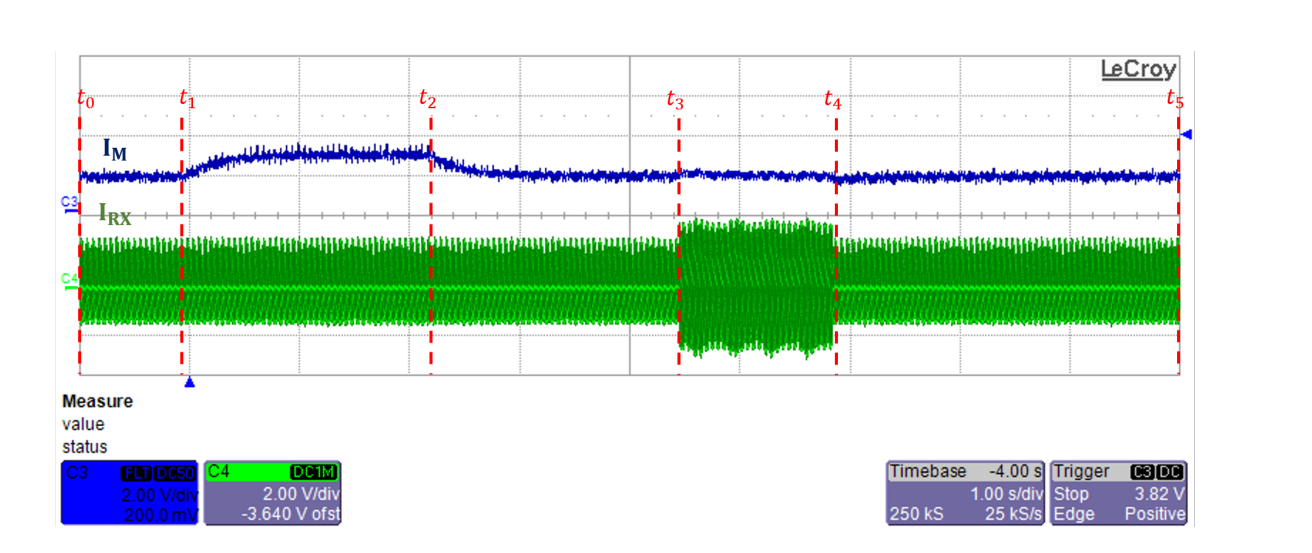 LeCroy
t0 t1 t2 t3 t4 t5
IM
C3
IRX
C4
Measure
value
status
C3 FLT DC50
2.00 V/div
200.0 mV
C4 DC1M
2.00 V/div
-3.640 V ofst
Timebase -4.00 s
1.00 s/div
250 kS 25 kS/s
Trigger C3 DC
Stop 3.82 V
Edge Positive